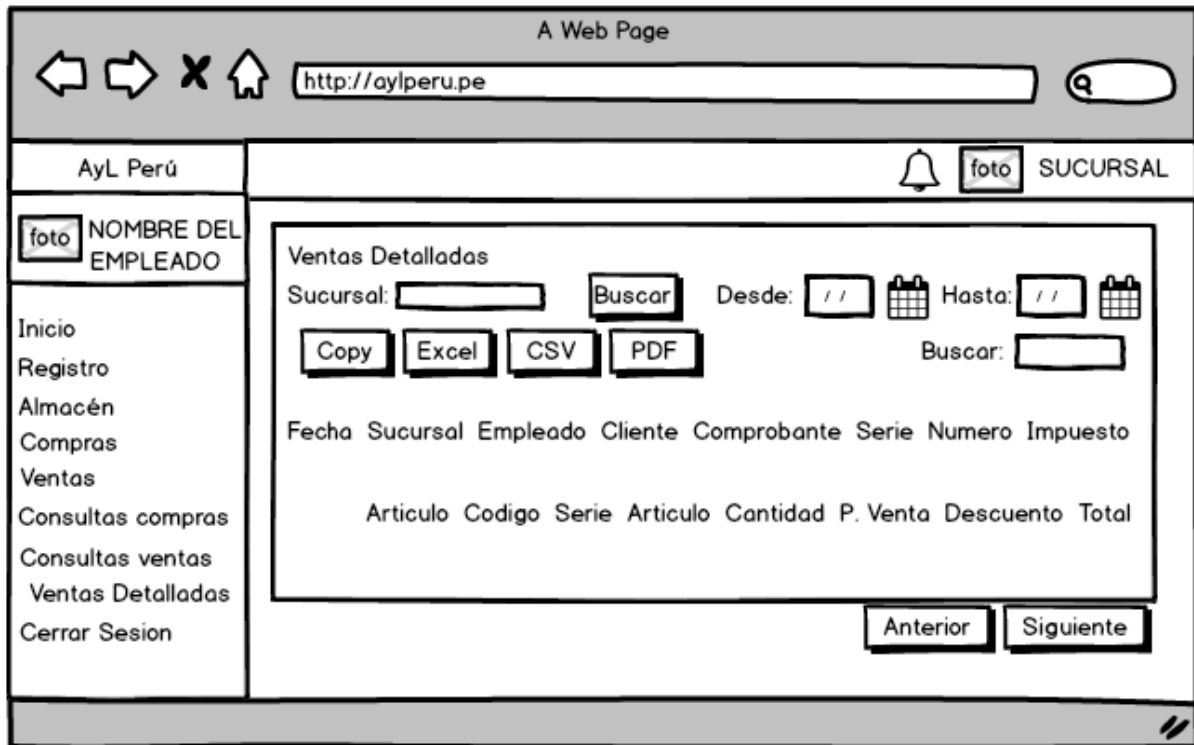 A Web Page
http://aylperu.pe
AyL Perú
foto SUCURSAL
foto NOMBRE DEL
EMPLEADO
Inicio
Registro
Almacén
Compras
Ventas
Consultas compras
Consultas ventas
Ventas Detalladas
Cerrar Sesion
Ventas Detalladas
Sucursal: Buscar Desde: / / Hasta: / /
Copy Excel CSV PDF Buscar:
Fecha Sucursal Empleado Cliente Comprobante Serie Numero Impuesto
Articulo Codigo Serie Articulo Cantidad P. Venta Descuento Total
Anterior Siguiente